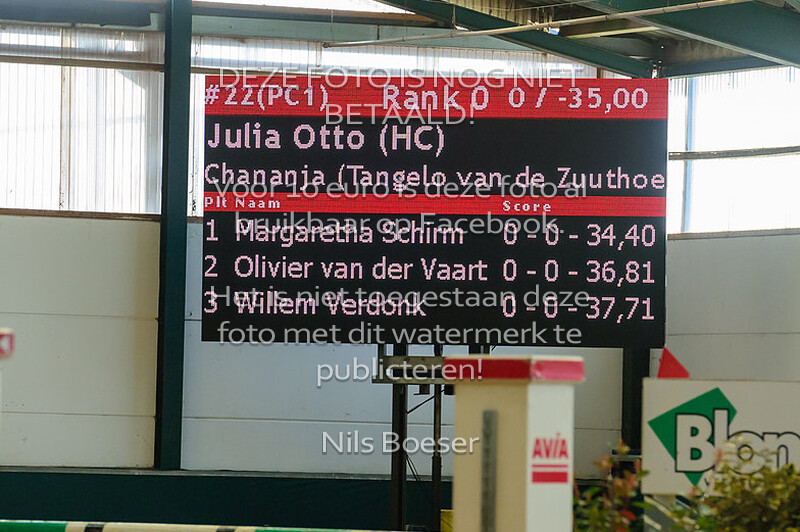 #22(PC1) Rank 0 0 / -35,00
Julia Otto (HC)
Chananja (Tangelo van de Zuuthoe
Plt Naam Score
1 Margaretha Schirm 0 - 0 - 34,40
2 Olivier van der Vaart 0 - 0 - 36,81
3 Willem Verdonk 0 - 0 - 37,71
DEZE FOTO IS NOG NIET
BETAALD!
Voor 10 euro is deze foto al
bruikbaar op Facebook.
Het is niet toegestaan deze
foto met dit watermerk te
publiceren!
Nils Boeser
AVIA
Blom